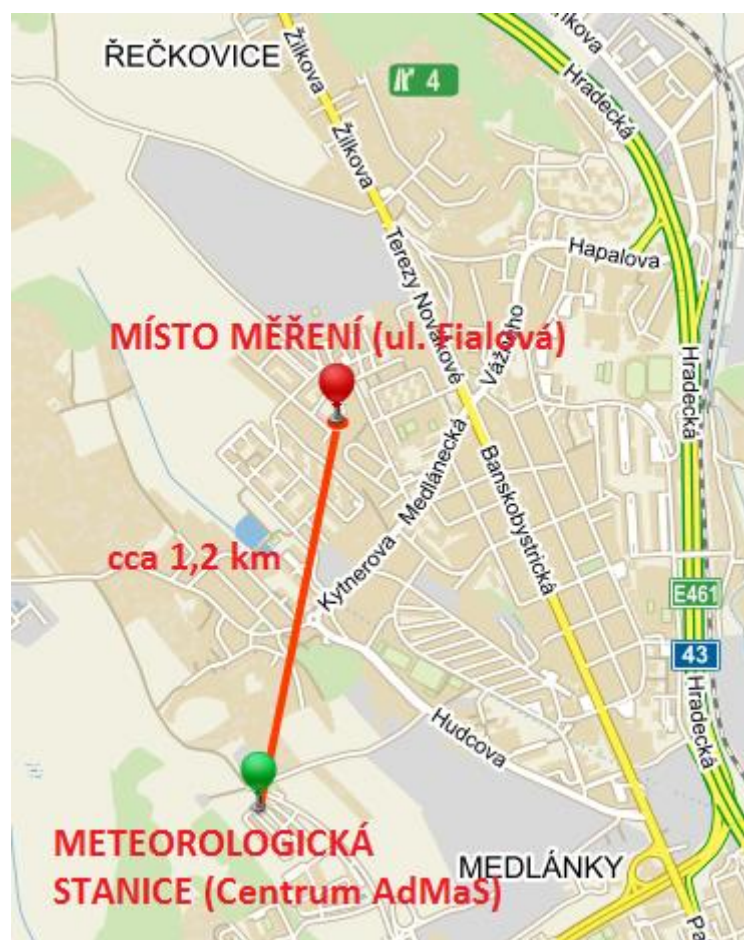 ŘEČKOVICE
Žilkova
4
Hradecká
Žilkova
Terezy Novákové
Hapalova
MÍSTO MĚŘENÍ (ul. Fialová)
Hradecká
Medlánecká
Banskobystrická
cca 1,2 km
Kytnerova
E461
43
Hradecká
Hudcova
METEOROLOGICKÁ
STANICE (Centrum AdMaS)
MEDLÁNKY